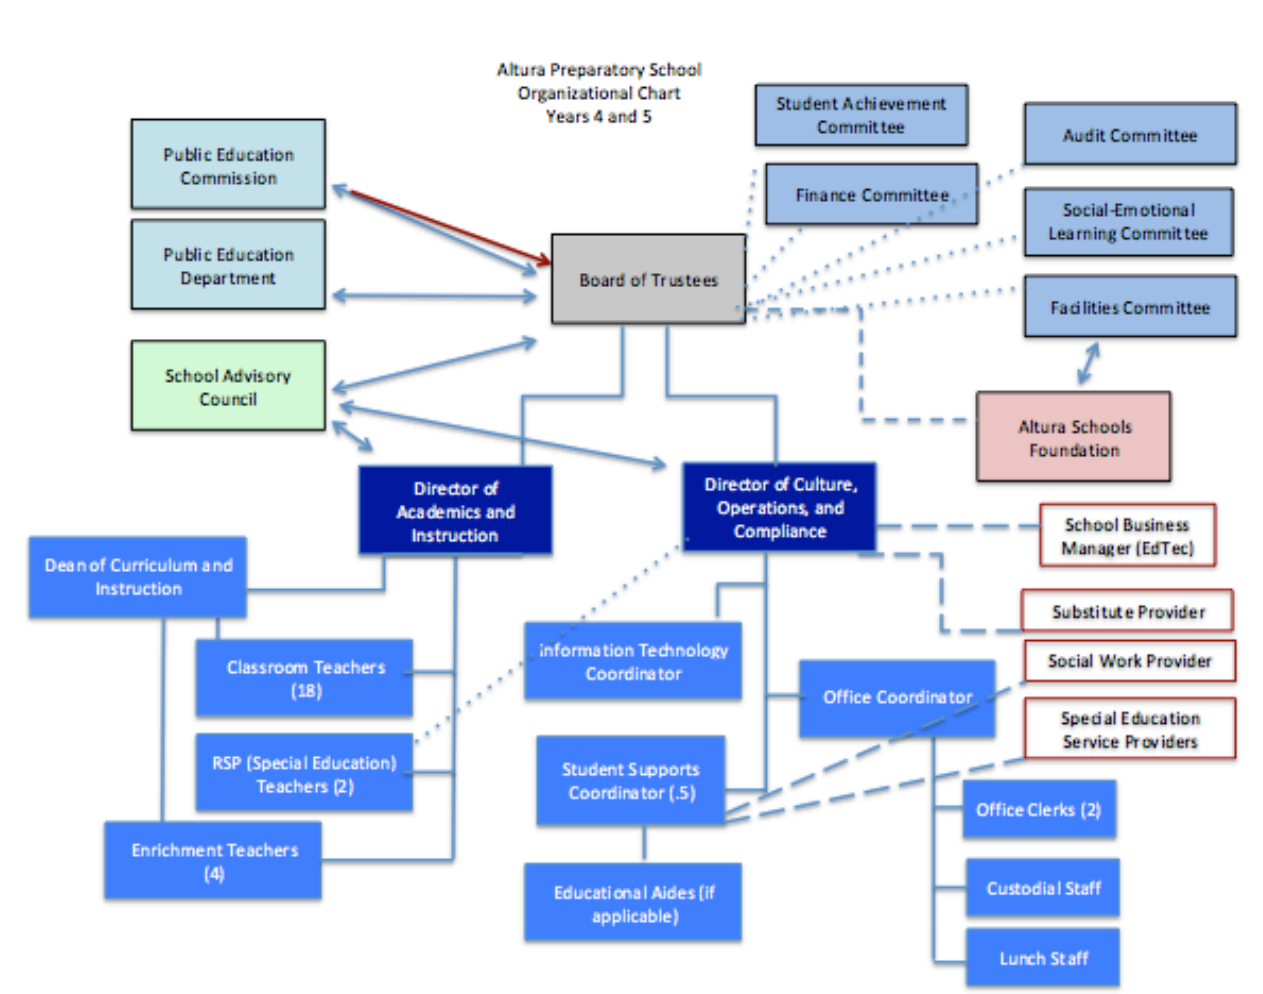 Altura Preparatory School
Organizational Chart
Years 4 and 5
Student Achievement
Committee
Audit Committee
Public Education
Commission
Finance Committee
Social-Emotional
Learning Committee
Public Education
Department
Board of Trustees
Facilities Committee
School Advisory
Council
Altura Schools
Foundation
Director of
Academics and
Instruction
Director of Culture,
Operations, and
Compliance
School Business
Manager (EdTec)
Dean of Curriculum and
Instruction
Substitute Provider
Classroom Teachers
(18)
Information Technology
Coordinator
Social Work Provider
Office Coordinator
Special Education
Service Providers
RSP (Special Education)
Teachers (2)
Student Supports
Coordinator (.5)
Office Clerks (2)
Enrichment Teachers
(4)
Educational Aides (if
applicable)
Custodial Staff
Lunch Staff